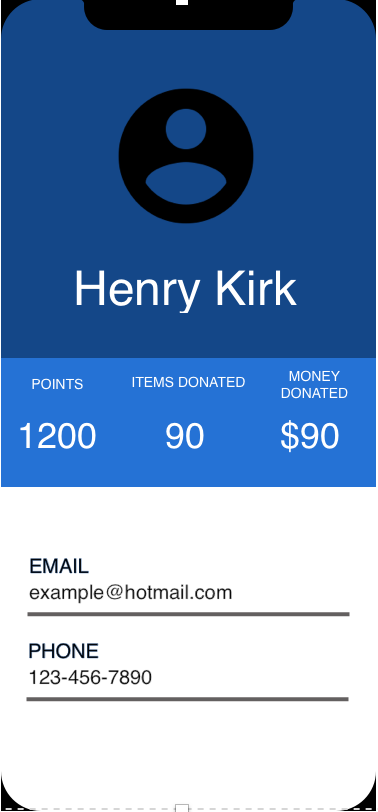 Henry Kirk
POINTS
ITEMS DONATED
MONEY
DONATED
1200
90
$90
EMAIL
example@hotmail.com
PHONE
123-456-7890